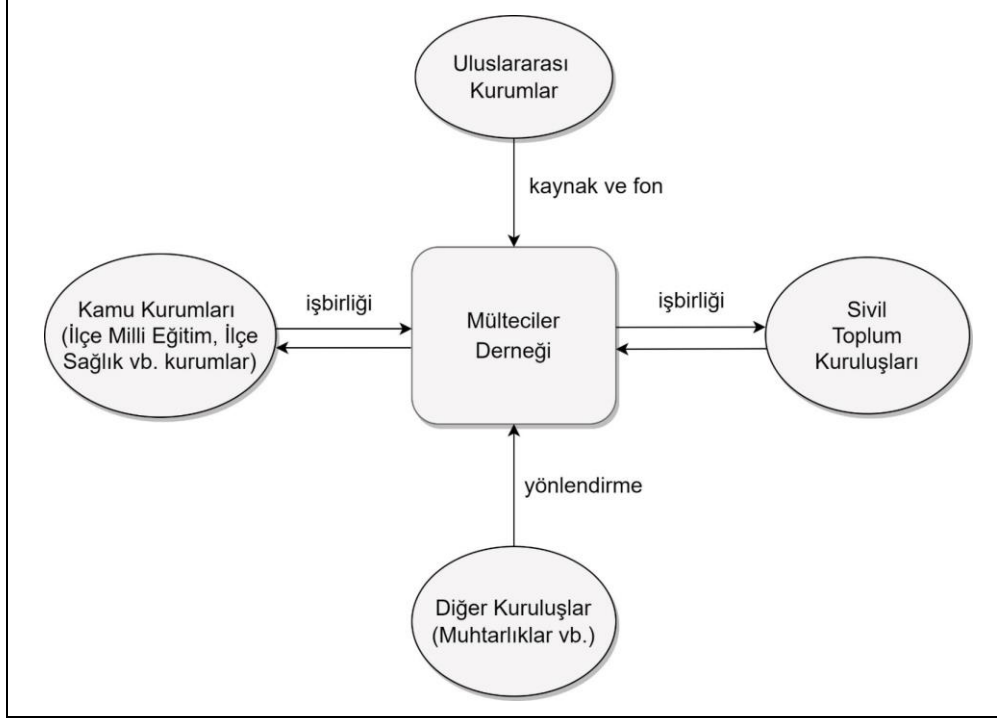 Uluslararası
Kurumlar
kaynak ve fon
Kamu Kurumları
(İlçe Milli Eğitim, İlçe
Sağlık vb. kurumlar)
işbirliği
Mülteciler
Derneği
işbirliği
Sivil
Toplum
Kuruluşları
yönlendirme
Diğer Kuruluşlar
(Muhtarlıklar vb.)